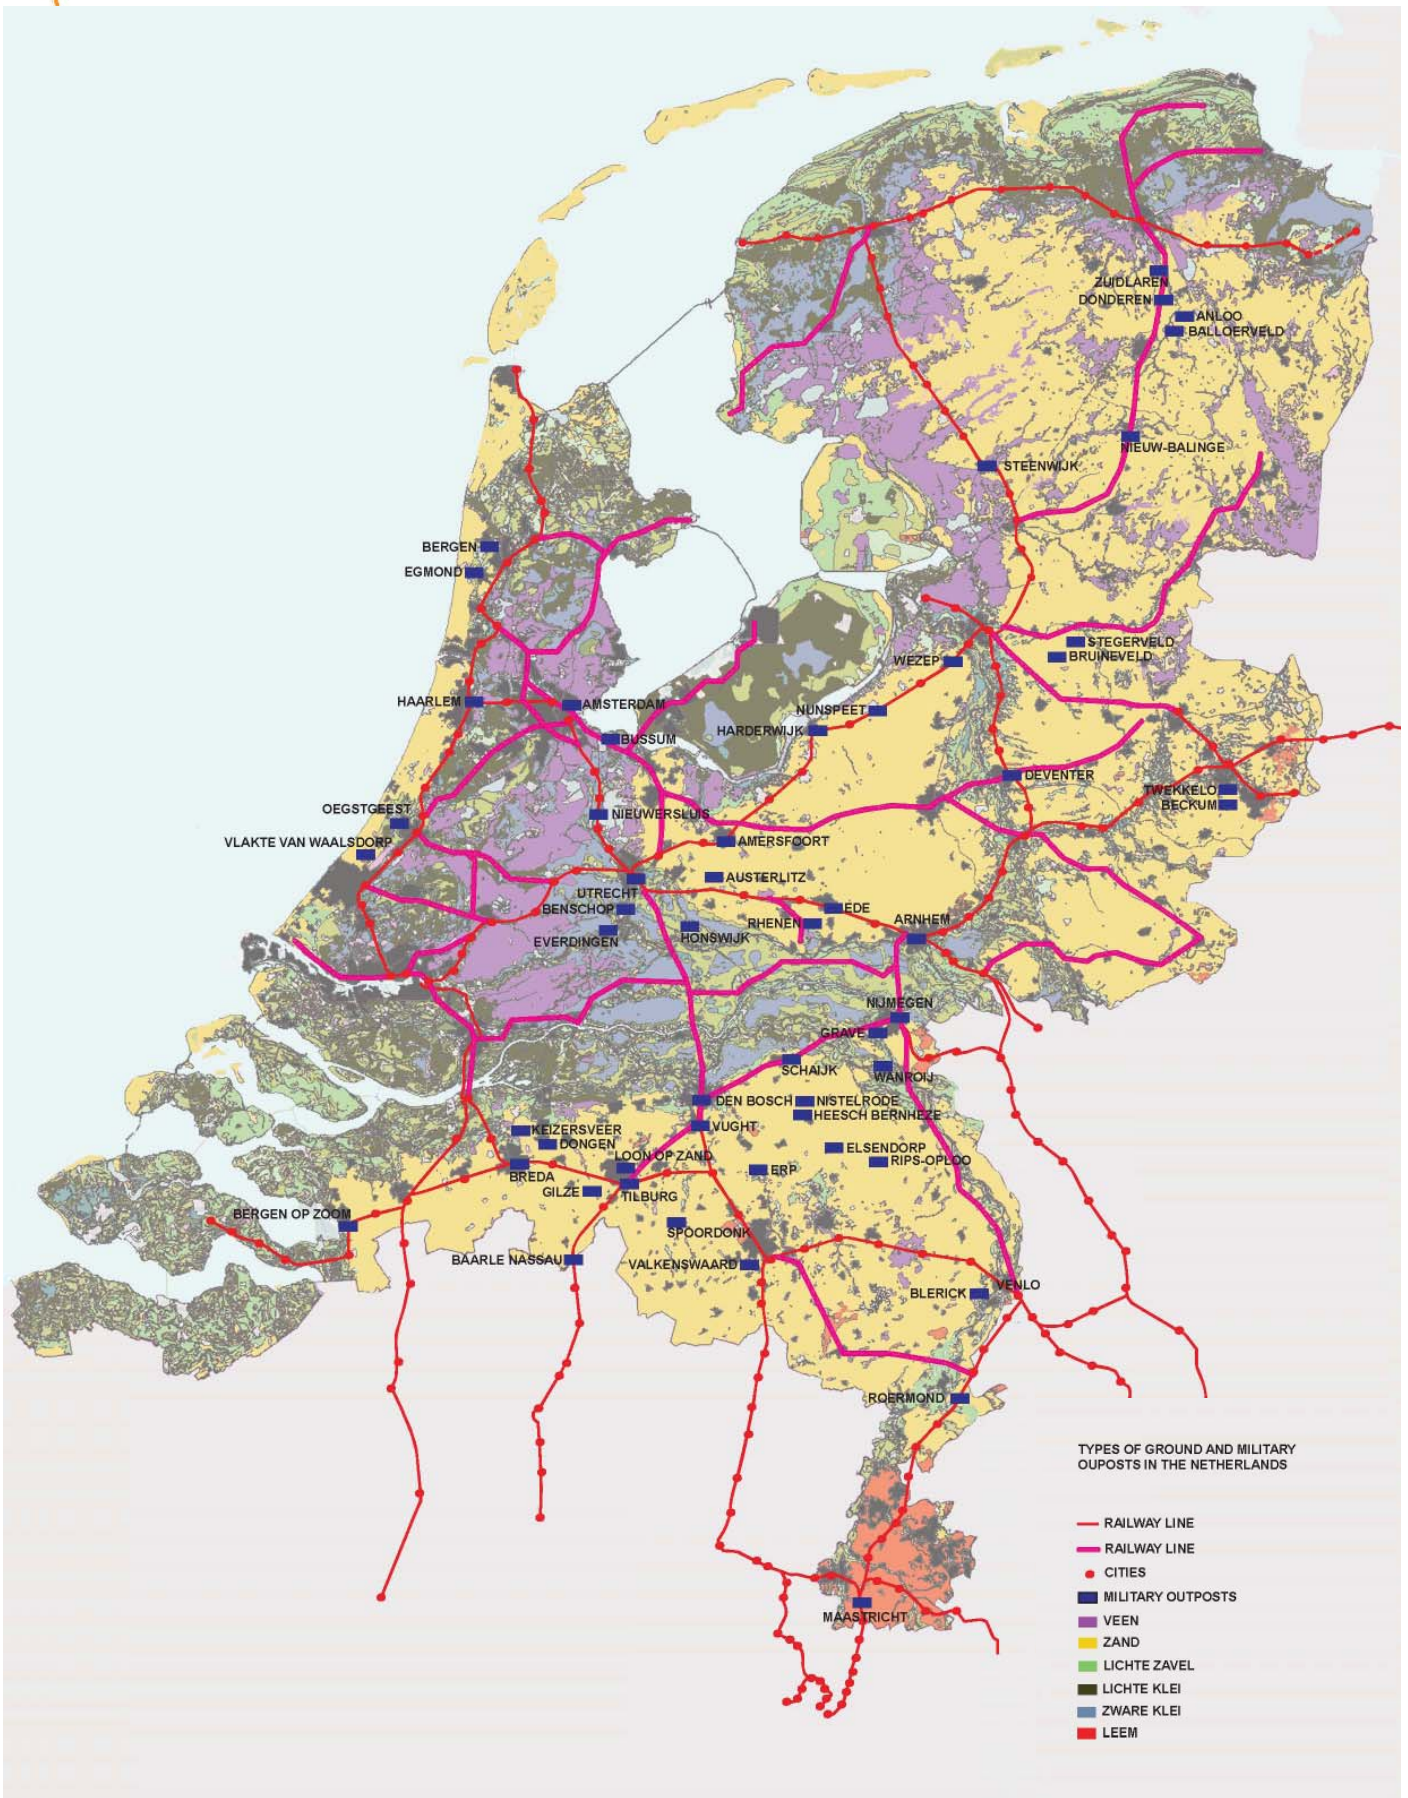 ZUIDLAREN
DONDEREN
ANLOO
BALLOERVELD
NIEUW-BALINGE
STEENWIJK
BERGEN
EGMOND
STEGERVELD
BRUINEVELD
WEZEP
HAARLEM
AMSTERDAM
NUNSPEET
HARDERWIJK
BUSSUM
DEVENTER
TWEKKELO
BECKUM
OEGSTGEEST
NIEUWERSLUIS
VLAKTE VAN WAALSDORP
AMERSFOORT
AUSTERLITZ
UTRECHT
BENSCHOP
EDE
RHENEN
ARNHEM
EVERDINGEN
HONSWIJK
NIJMEGEN
GRAVE
SCHAIJK
WANROIJ
DEN BOSCH
NISTELRODE
HEESCH BERNHEZE
VUGHT
KEIZERSVEER
DONGEN
ELSENDORP
RIPS-OPLOO
LOON OP ZAND
ERP
BREDA
GILZE
TILBURG
BERGEN OP ZOOM
SPOORDONK
BAARLE NASSAU
VALKENSWAARD
VENLO
BLERICK
ROERMOND
MAASTRICHT
TYPES OF GROUND AND MILITARY
OUPOSTS IN THE NETHERLANDS
RAILWAY LINE
RAILWAY LINE
CITIES
MILITARY OUTPOSTS
VEEN
ZAND
LICHTE ZAVEL
LICHTE KLEI
ZWARE KLEI
LEEM